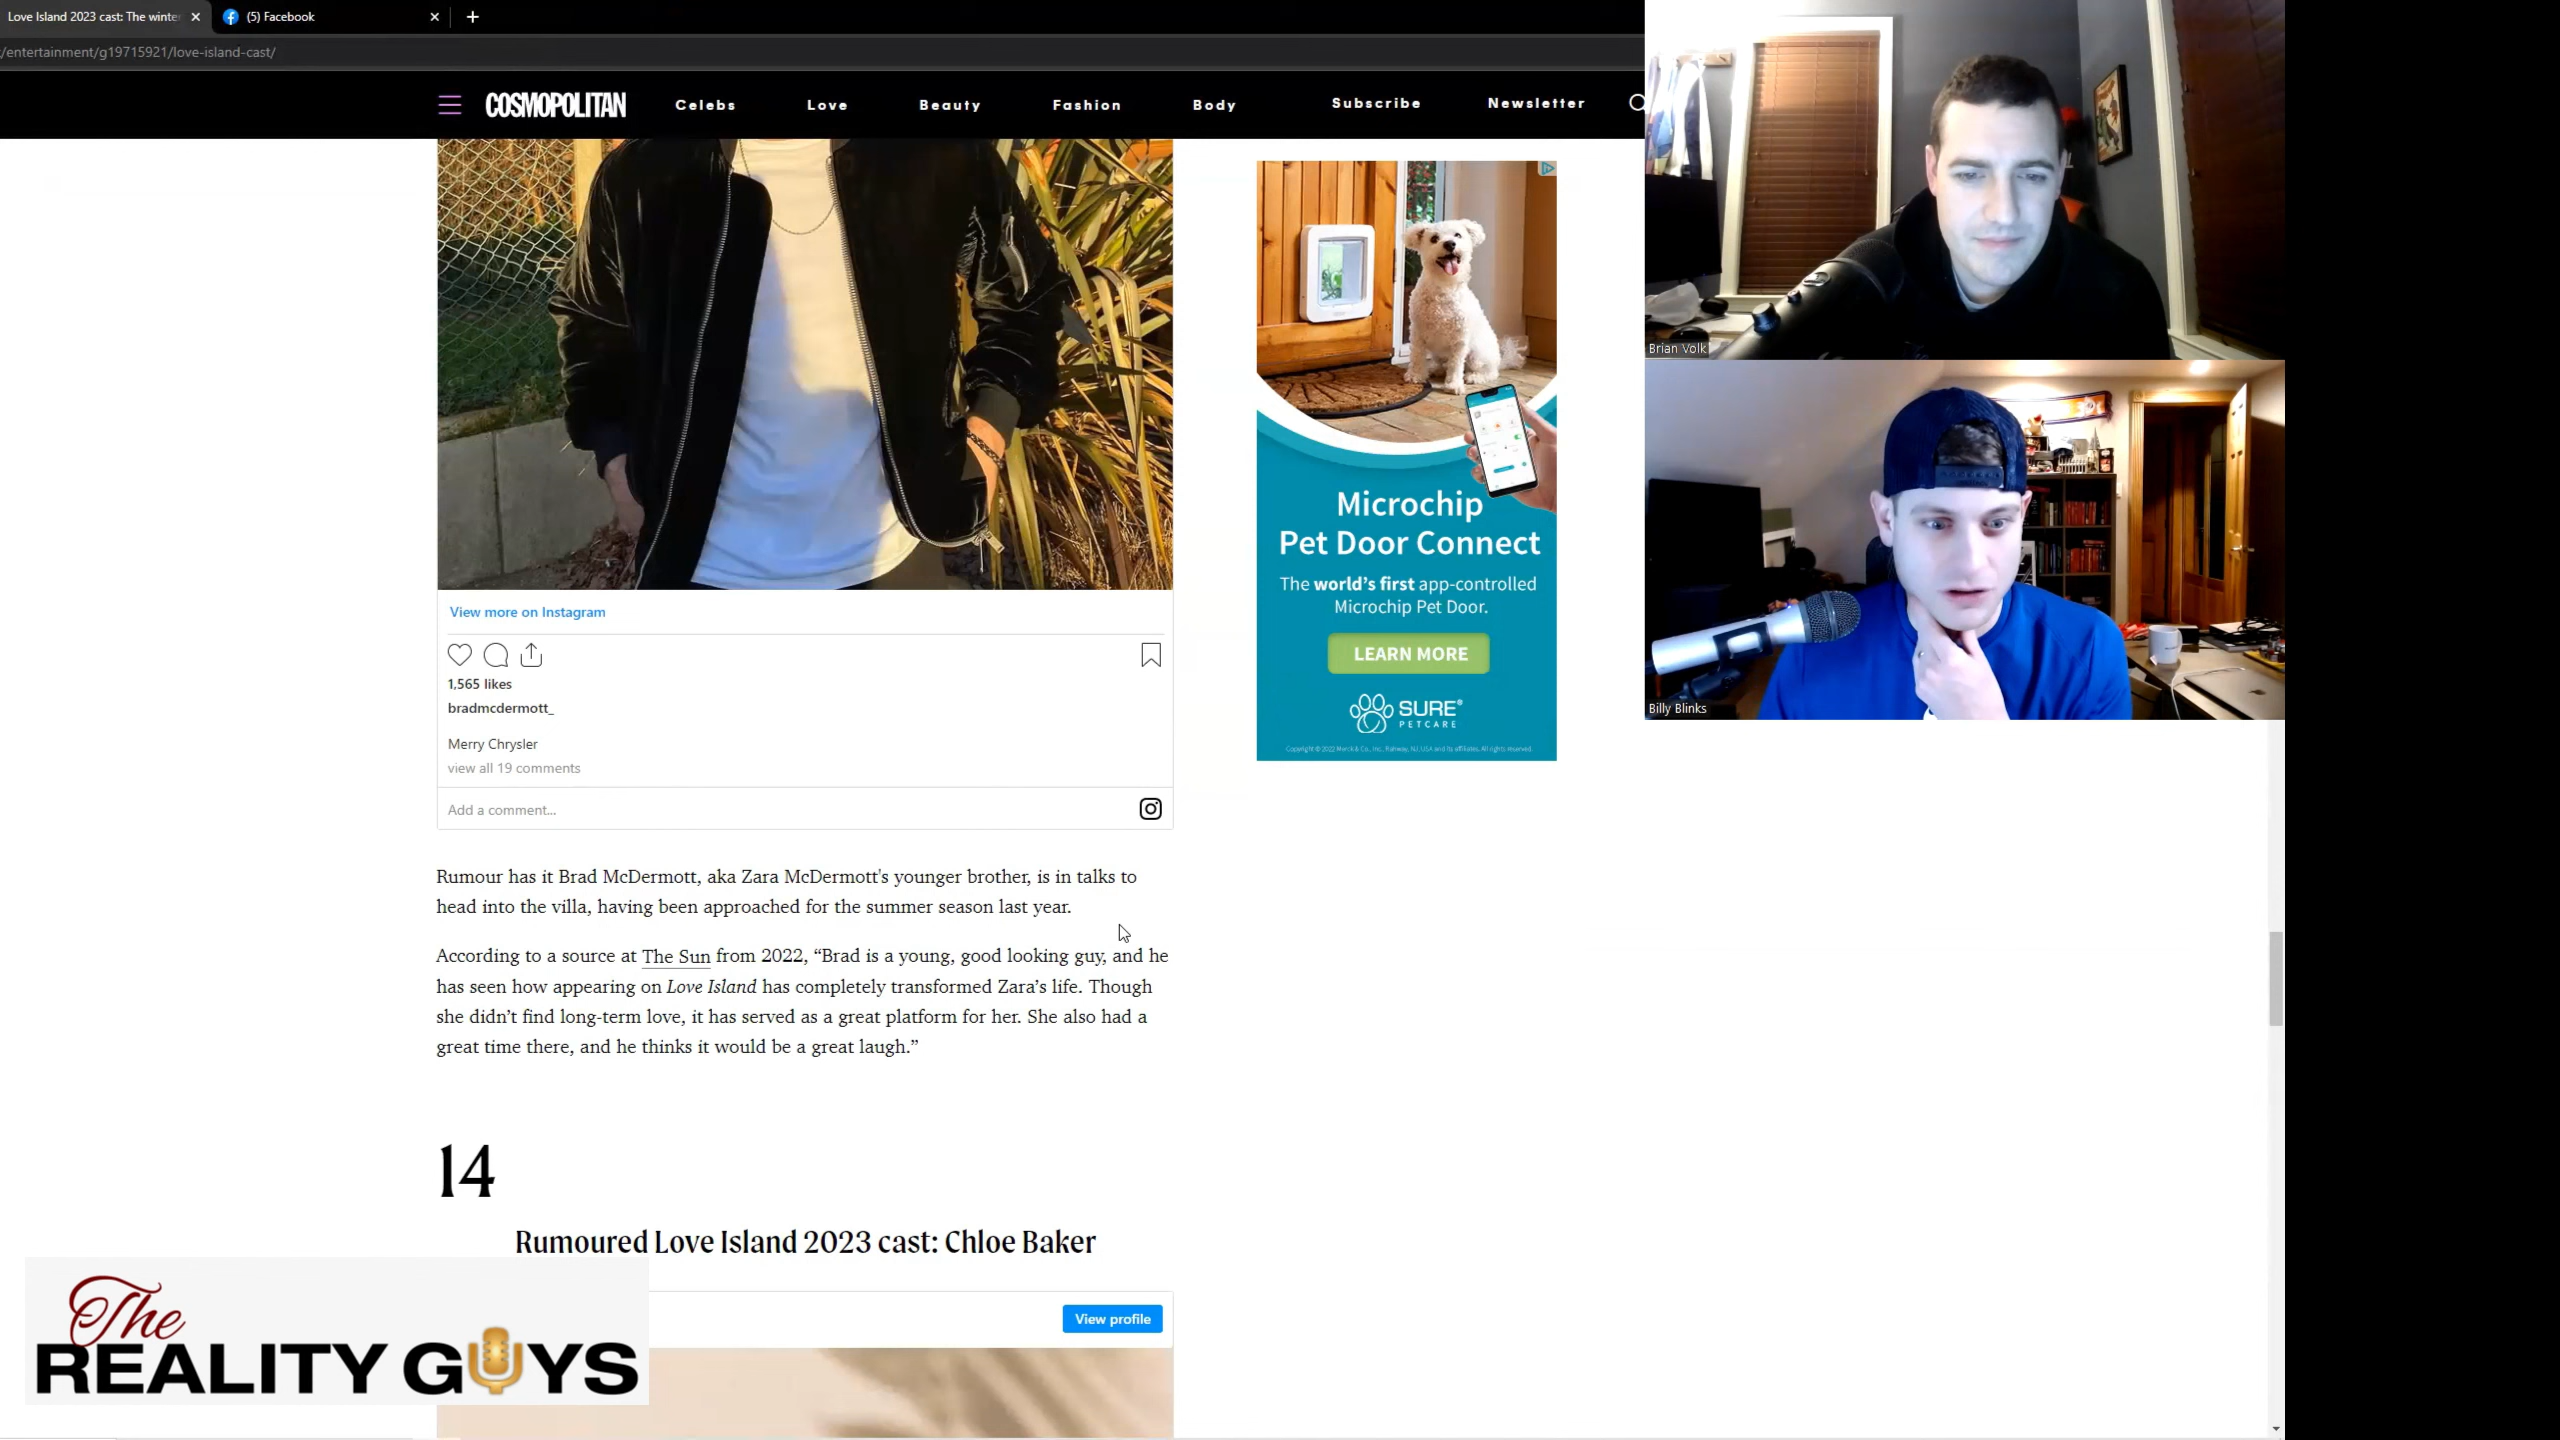 Love Island 2023 cast: The winte
(5) Facebook
/entertainment/g19715921/love-island-cast/
COSMOPOLITAN
Celebs
Love
Beauty
Fashion
Body
Subscribe
Newsletter
Brian Volk
Microchip
Pet Door Connect
The world's first app-controlled
Microchip Pet Door.
LEARN MORE
SURE®
PETCARE
Billy Blinks
View more on Instagram
1,565 likes
bradmcdermott_
Merry Chrysler
view all 19 comments
Add a comment...
Rumour has it Brad McDermott, aka Zara McDermott's younger brother, is in talks to
head into the villa, having been approached for the summer season last year.
According to a source at The Sun from 2022, “Brad is a young, good looking guy, and he
has seen how appearing on Love Island has completely transformed Zara’s life. Though
she didn’t find long-term love, it has served as a great platform for her. She also had a
great time there, and he thinks it would be a great laugh.”
14
Rumoured Love Island 2023 cast: Chloe Baker
View profile
The
REALITY GUYS